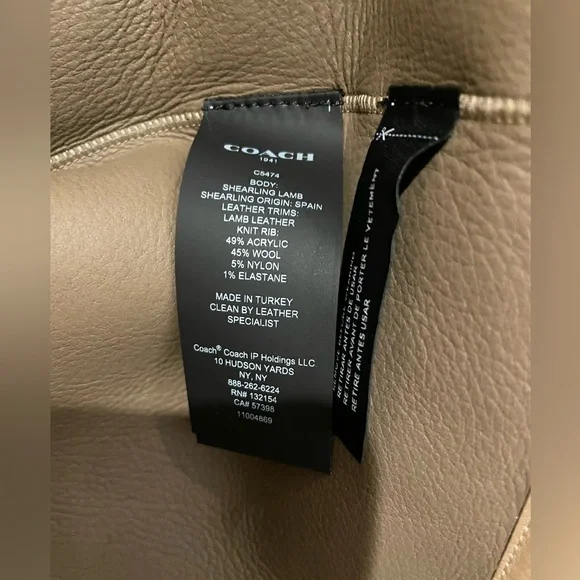 COACH
1941
C5474
BODY:
SHEARLING LAMB
SHEARLING ORIGIN: SPAIN
LEATHER TRIMS:
LAMB LEATHER
KNIT RIB:
49% ACRYLIC
45% WOOL
5% NYLON
1% ELASTANE
MADE IN TURKEY
CLEAN BY LEATHER
SPECIALIST
Coach® Coach IP Holdings LLC.
10 HUDSON YARDS
NY, NY
888-262-6224
RN# 132154
CA# 57398
11004869
RETIRAR ANTES DE USAR
RETIRER AVANT DE PORTER LE VETEMENT
RETIRE ANTES USAR